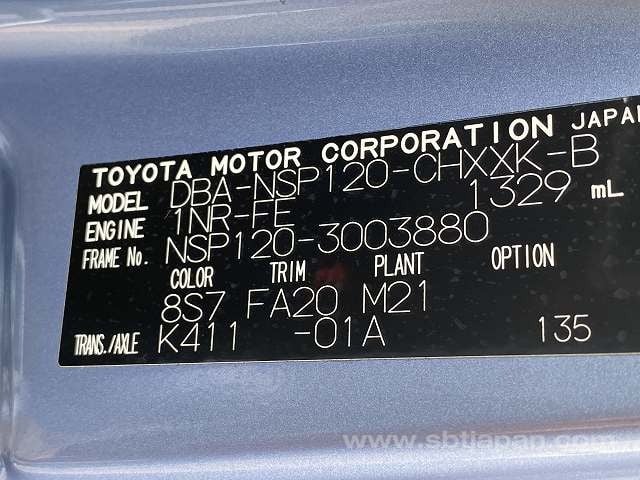 TOYOTA MOTOR CORPORATION JAPAN
MODEL DBA-NSP120-CHXXK-B
ENGINE 1NR-FE 1329 mL
FRAME No. NSP120-3003880
COLOR TRIM PLANT OPTION
8S7 FA20 M21
TRANS./AXLE K411 -01A 135
www.sbtjapan.com